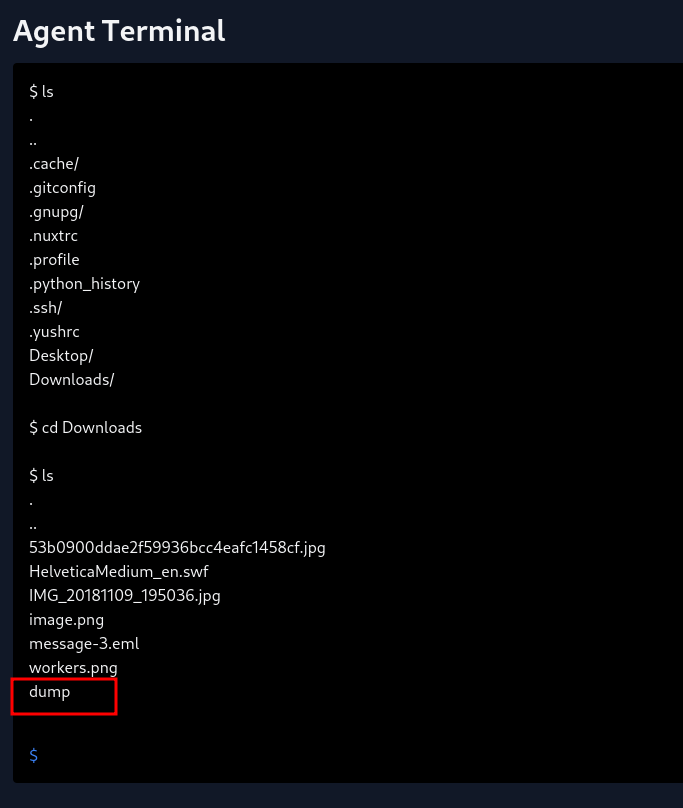 Agent Terminal
$ ls
.
..
.cache/
.gitconfig
.gnupg/
.nuxtrc
.profile
.python_history
.ssh/
.yushrc
Desktop/
Downloads/
$ cd Downloads
$ ls
.
..
53b0900ddae2f59936bcc4eafc1458cf.jpg
HelveticaMedium_en.swf
IMG_20181109_195036.jpg
image.png
message-3.eml
workers.png
dump
$